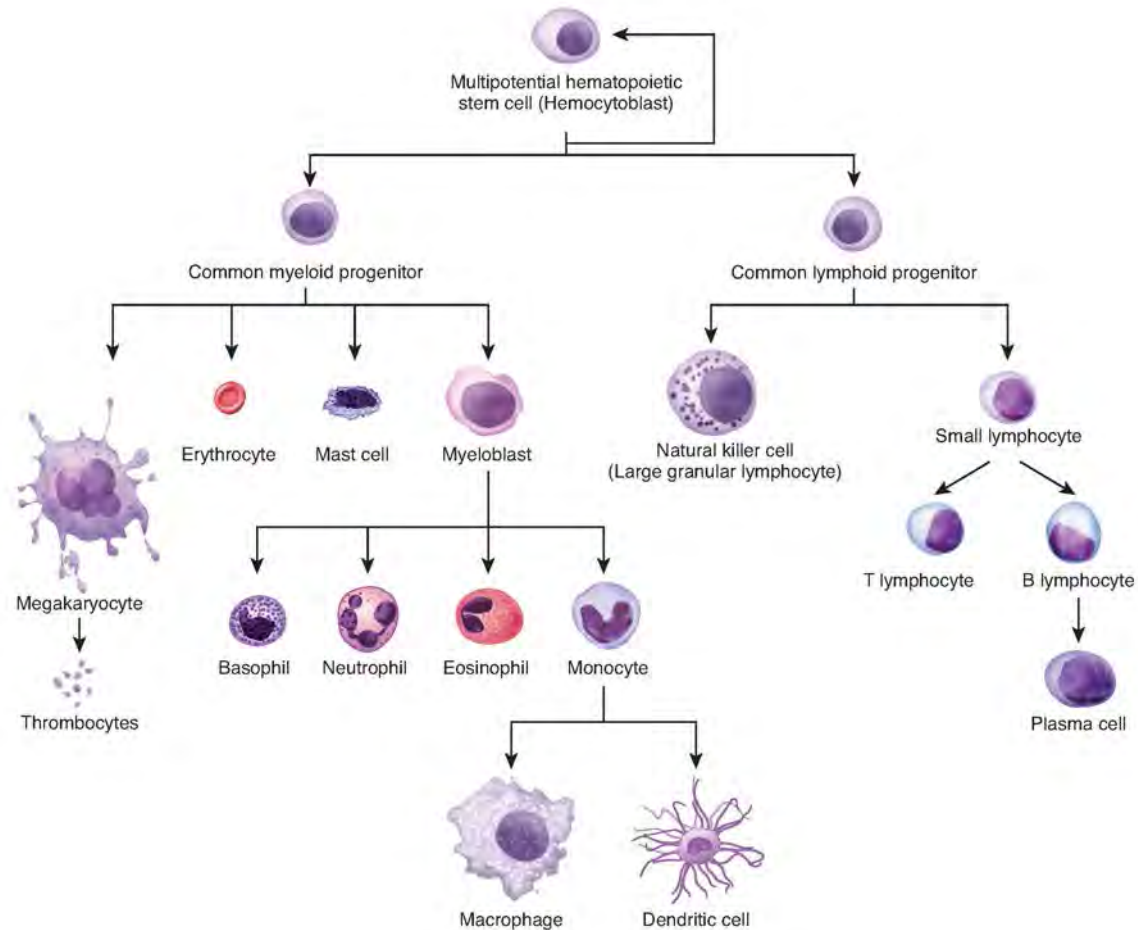 Multipotential hematopoietic
stem cell (Hemocytoblast)
Common myeloid progenitor
Common lymphoid progenitor
Erythrocyte
Mast cell
Myeloblast
Natural killer cell
(Large granular lymphocyte)
Small lymphocyte
Megakaryocyte
T lymphocyte
B lymphocyte
Basophil
Neutrophil
Eosinophil
Monocyte
Thrombocytes
Plasma cell
Macrophage
Dendritic cell